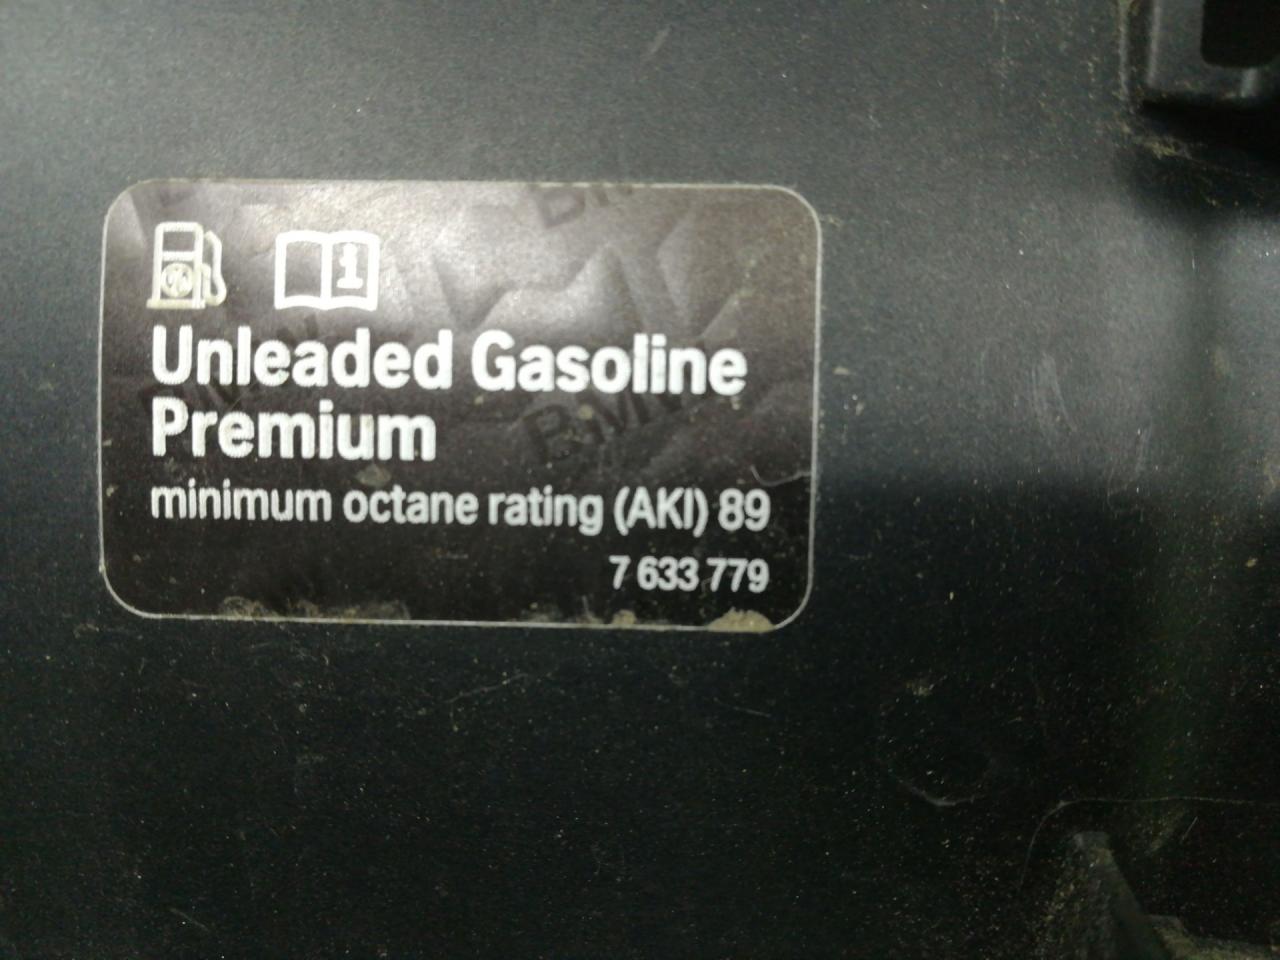 Unleaded Gasoline
Premium
minimum octane rating (AKI) 89
7 633 779